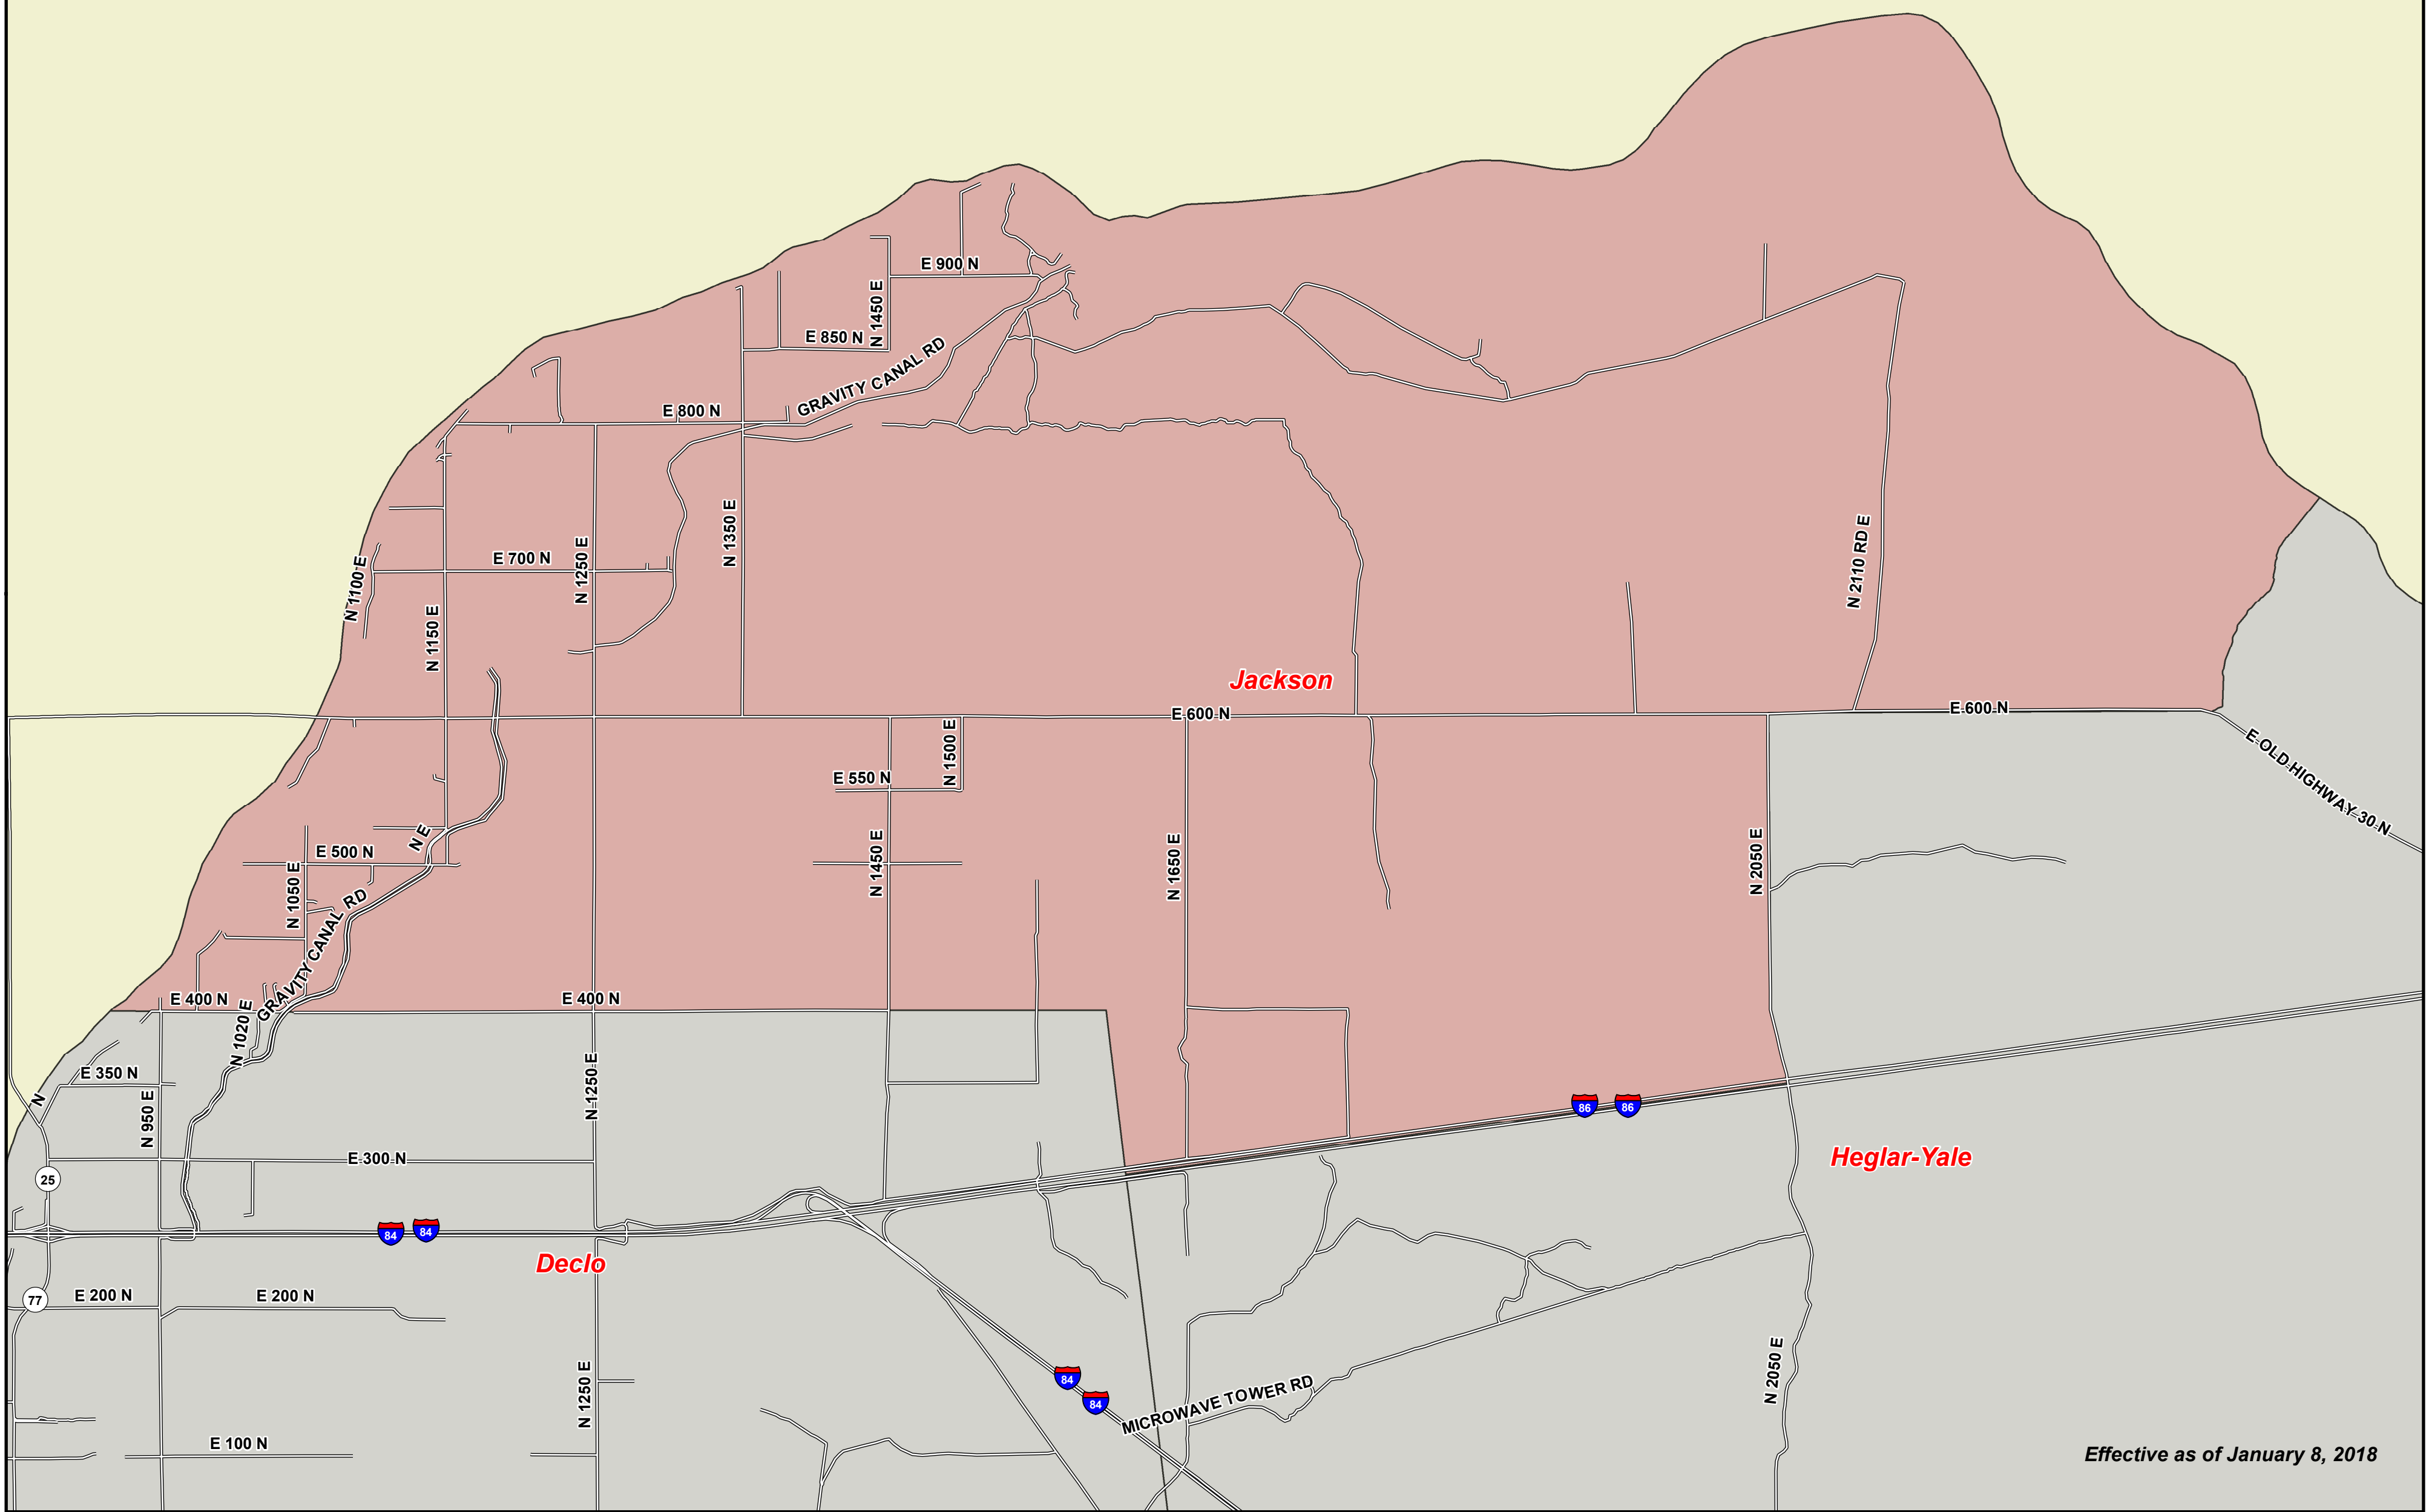 E 900 N
N 1450 E
E 850 N
GRAVITY CANAL RD
E 800 N
N 1350 E
E 700 N
N 1250 E
N 1100 E
N 1150 E
N 2110 RD E
Jackson
E 600 N
E 600 N
E OLD HIGHWAY 30 N
N 1500 E
E 550 N
N E
E 500 N
N 1050 E
N 1450 E
N 1650 E
N 2050 E
GRAVITY CANAL RD
E 400 N
E 400 N
N 1020 E
E 350 N
N
N 950 E
N 1250 E
86
86
E 300 N
Heglar-Yale
25
84
84
Declo
E 200 N
E 200 N
77
N 1250 E
84
84
MICROWAVE TOWER RD
N 2050 E
E 100 N
Effective as of January 8, 2018